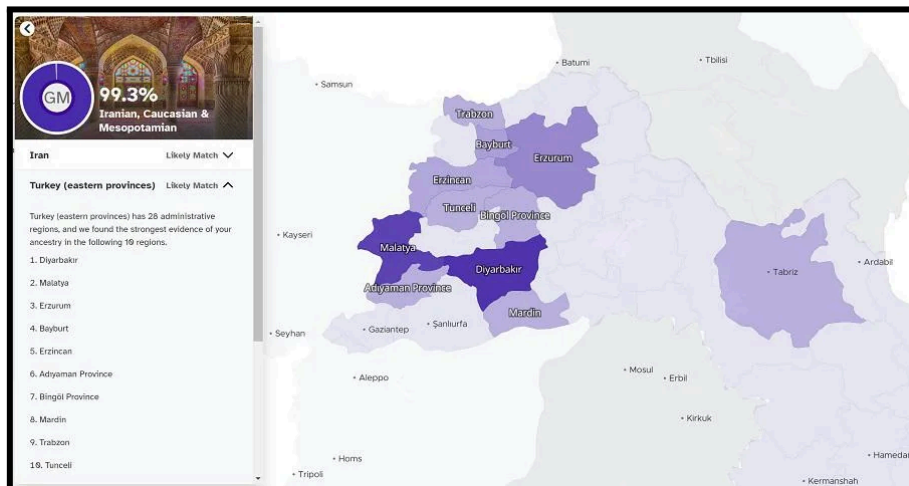 GM
99.3%
Iranian, Caucasian &
Mesopotamian
Iran Likely Match
Turkey (eastern provinces) Likely Match
Turkey (eastern provinces) has 28 administrative
regions, and we found the strongest evidence of your
ancestry in the following 10 regions.
1. Diyarbakır
2. Malatya
3. Erzurum
4. Bayburt
5. Erzincan
6. Adıyaman Province
7. Bingöl Province
8. Mardin
9. Trabzon
10. Tunceli
Batumi
Tbilisi
Samsun
Trabzon
Bayburt
Erzurum
Erzincan
Tunceli
Bingöl Province
Kayseri
Malatya
Diyarbakır
Tabriz
Ardabil
Adıyaman Province
Mardin
Seyhan
Gaziantep
Şanlıurfa
Aleppo
Mosul
Erbil
Kirkuk
Homs
Tripoli
Hamedan
Kermanshah